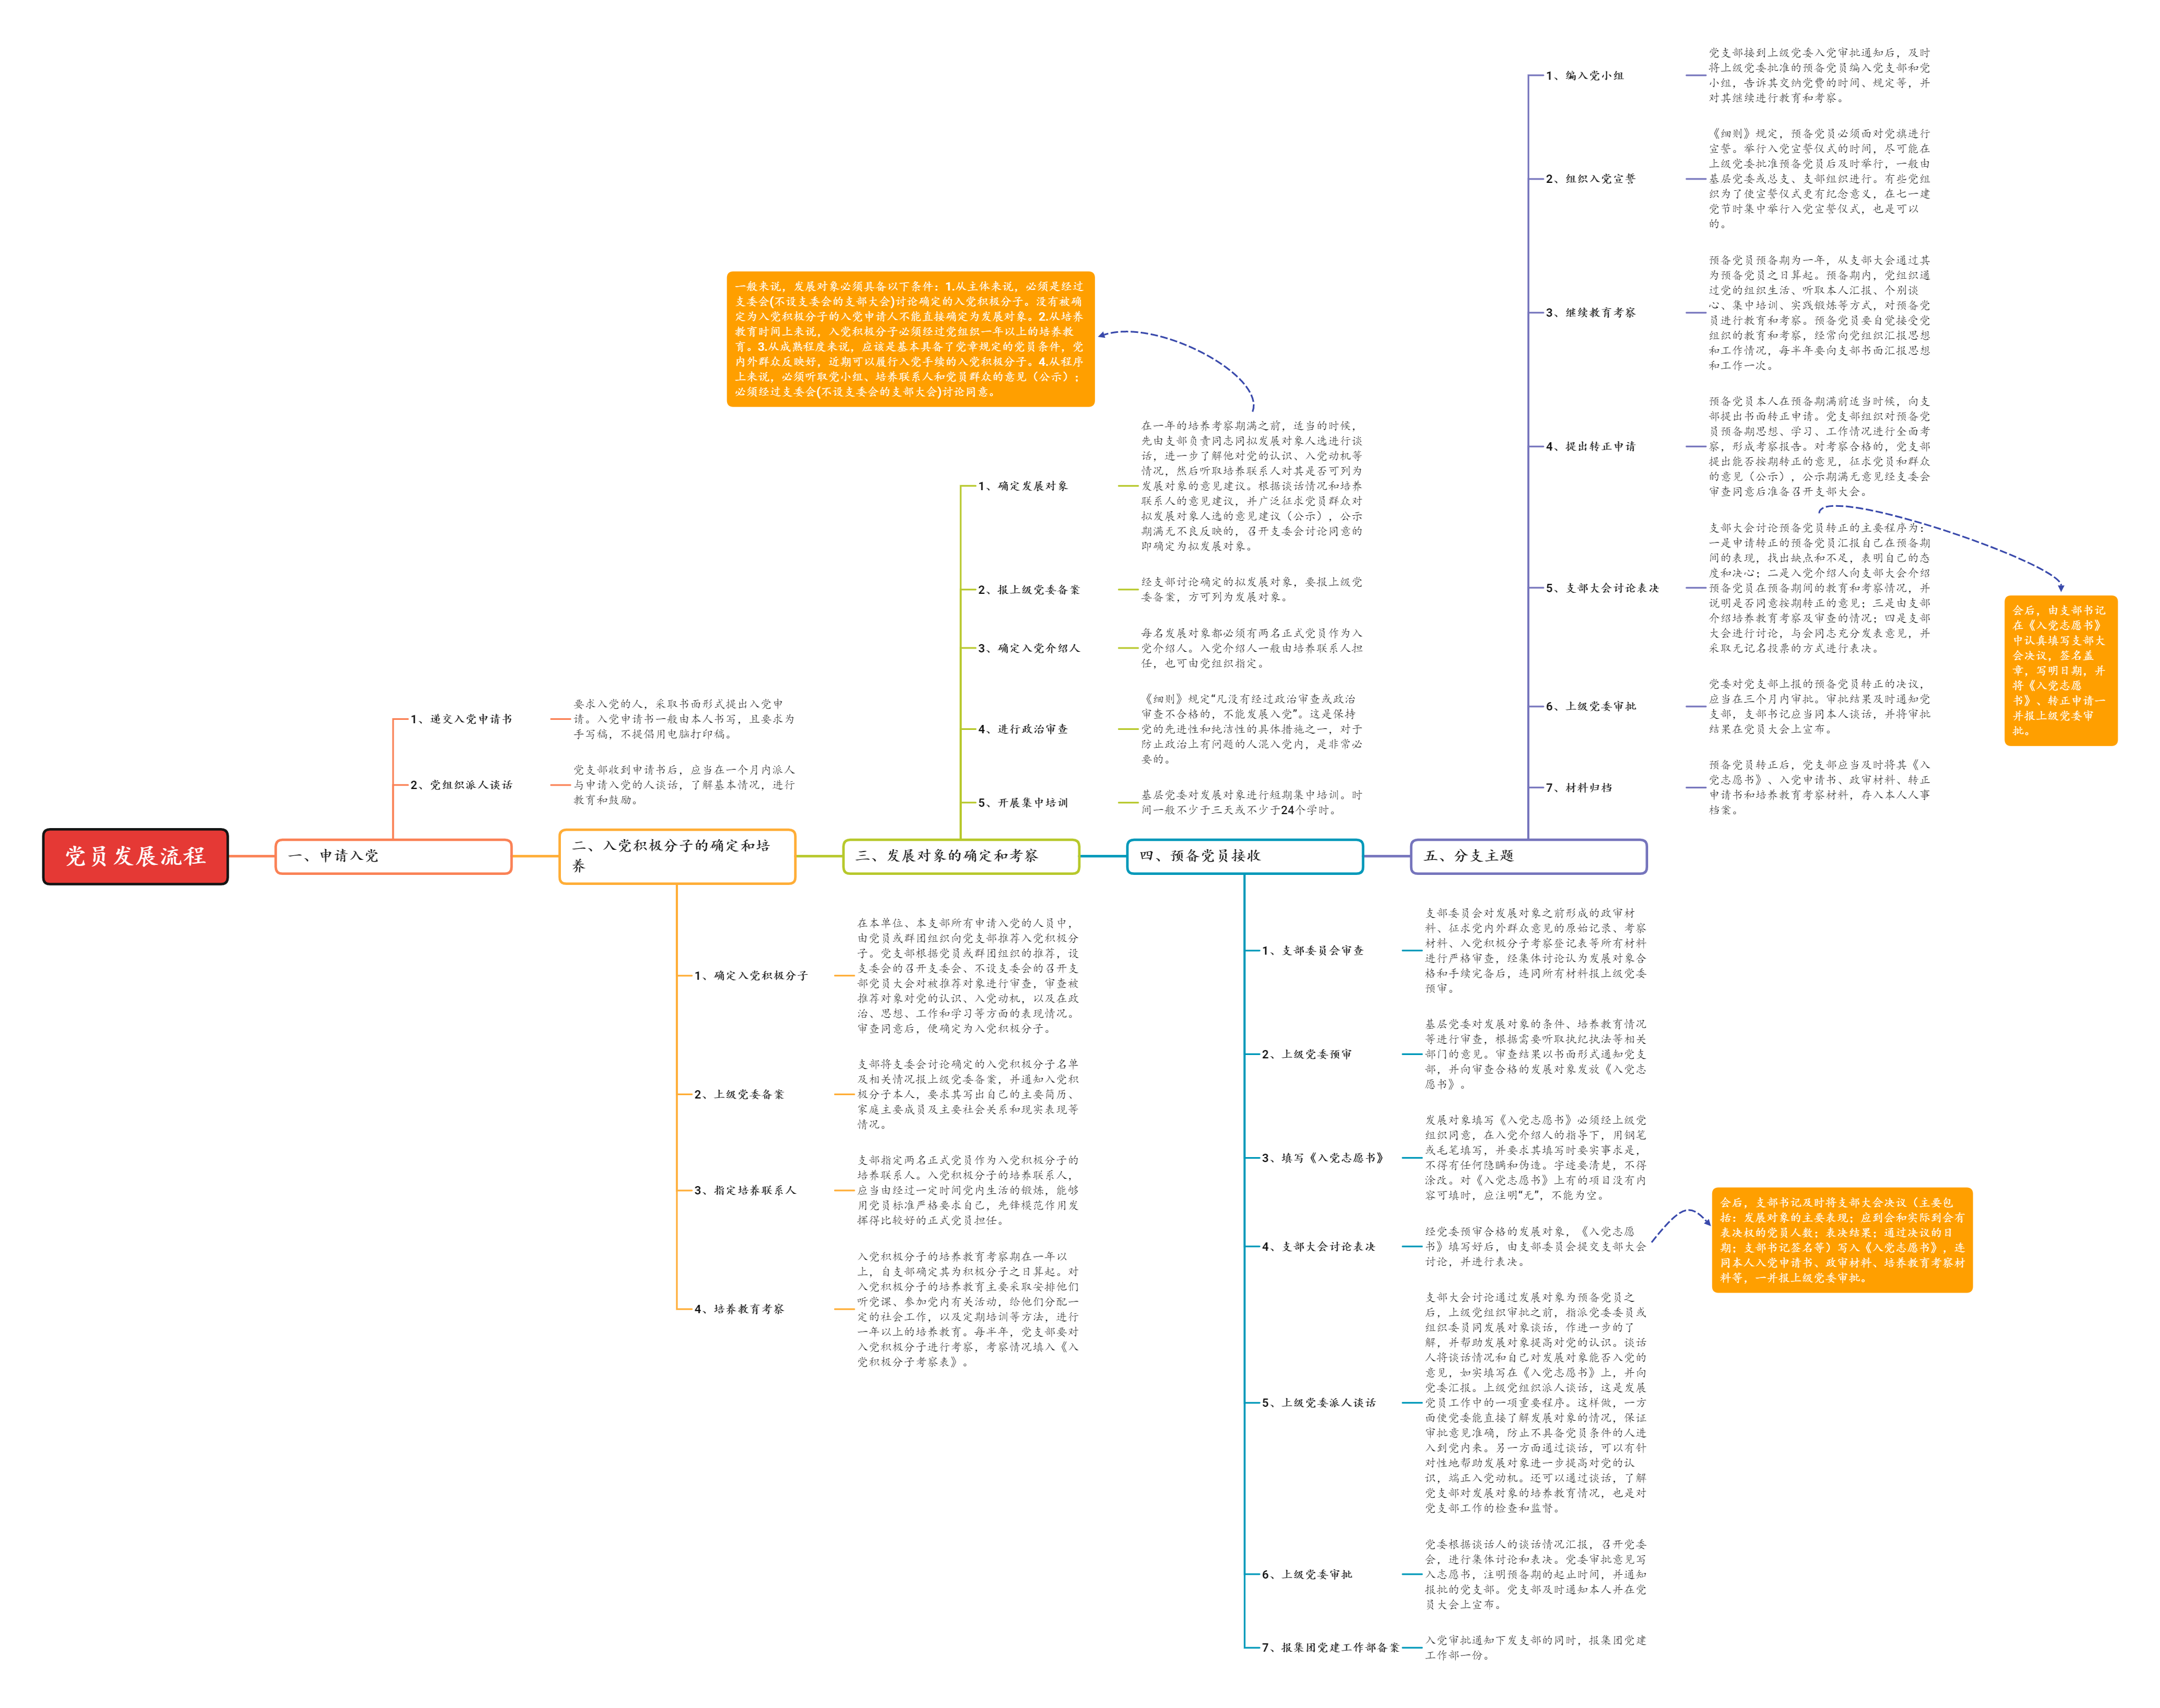 党员发展流程
一、申请入党
1、递交入党申请书
要求入党的人，采取书面形式提出入党申
请。入党申请书一般由本人书写，且要求为
手写稿，不提倡用电脑打印稿。
2、党组织派人谈话
党支部收到申请书后，应当在一个月内派人
与申请入党的人谈话，了解基本情况，进行
教育和鼓励。
二、入党积极分子的确定和培
养
1、确定入党积极分子
在本单位、本支部所有申请入党的人员中，
由党员或群团组织向党支部推荐入党积极分
子。党支部根据党员或群团组织的推荐，设
支委会的召开支委会、不设支委会的召开支
部党员大会对被推荐对象进行审查，审查被
推荐对象对党的认识、入党动机，以及在政
治、思想、工作和学习等方面的表现情况。
审查同意后，便确定为入党积极分子。
2、上级党委备案
支部将支委会讨论确定的入党积极分子名单
及相关情况报上级党委备案，并通知入党积
极分子本人，要求其写出自己的主要简历、
家庭主要成员及主要社会关系和现实表现等
情况。
3、指定培养联系人
支部指定两名正式党员作为入党积极分子的
培养联系人。入党积极分子的培养联系人，
应当由经过一定时间党内生活的锻炼，能够
用党员标准严格要求自己，先锋模范作用发
挥得比较好的正式党员担任。
4、培养教育考察
入党积极分子的培养教育考察期在一年以
上，自支部确定其为积极分子之日算起。对
入党积极分子的培养教育主要采取安排他们
听党课、参加党内有关活动，给他们分配一
定的社会工作，以及定期培训等方法，进行
一年以上的培养教育。每半年，党支部要对
入党积极分子进行考察，考察情况填入《入
党积极分子考察表》。
三、发展对象的确定和考察
1、确定发展对象
在一年的培养考察期满之前，适当的时候，
先由支部负责同志同拟发展对象人选进行谈
话，进一步了解他对党的认识、入党动机等
情况，然后听取培养联系人对其是否可列为
发展对象的意见建议。根据谈话情况和培养
联系人的意见建议，并广泛征求党员群众对
拟发展对象人选的意见建议（公示），公示
期满无不良反映的，召开支委会讨论同意的
即确定为拟发展对象。
一般来说，发展对象必须具备以下条件：1.从主体来说，必须是经过
支委会(不设支委会的支部大会)讨论确定的入党积极分子。没有被确
定为入党积极分子的入党申请人不能直接确定为发展对象。2.从培养
教育时间上来说，入党积极分子必须经过党组织一年以上的培养教
育。3.从成熟程度来说，应该是基本具备了党章规定的党员条件，党
内外群众反映好，近期可以履行入党手续的入党积极分子。4.从程序
上来说，必须听取党小组、培养联系人和党员群众的意见（公示）；
必须经过支委会(不设支委会的支部大会)讨论同意。
2、报上级党委备案
经支部讨论确定的拟发展对象，要报上级党
委备案，方可列为发展对象。
3、确定入党介绍人
每名发展对象都必须有两名正式党员作为入
党介绍人。入党介绍人一般由培养联系人担
任，也可由党组织指定。
4、进行政治审查
《细则》规定“凡没有经过政治审查或政治
审查不合格的，不能发展入党”。这是保持
党的先进性和纯洁性的具体措施之一，对于
防止政治上有问题的人混入党内，是非常必
要的。
5、开展集中培训
基层党委对发展对象进行短期集中培训。时
间一般不少于三天或不少于24个学时。
四、预备党员接收
1、支部委员会审查
支部委员会对发展对象之前形成的政审材
料、征求党内外群众意见的原始记录、考察
材料、入党积极分子考察登记表等所有材料
进行严格审查，经集体讨论认为发展对象合
格和手续完备后，连同所有材料报上级党委
预审。
2、上级党委预审
基层党委对发展对象的条件、培养教育情况
等进行审查，根据需要听取执纪执法等相关
部门的意见。审查结果以书面形式通知党支
部，并向审查合格的发展对象发放《入党志
愿书》。
3、填写《入党志愿书》
发展对象填写《入党志愿书》必须经上级党
组织同意，在入党介绍人的指导下，用钢笔
或毛笔填写，并要求其填写时要实事求是，
不得有任何隐瞒和伪造。字迹要清楚，不得
涂改。对《入党志愿书》上有的项目没有内
容可填时，应注明“无”，不能为空。
4、支部大会讨论表决
经党委预审合格的发展对象，《入党志愿
书》填写好后，由支部委员会提交支部大会
讨论，并进行表决。
会后，支部书记及时将支部大会决议（主要包
括：发展对象的主要表现；应到会和实际到会有
表决权的党员人数；表决结果；通过决议的日
期；支部书记签名等）写入《入党志愿书》，连
同本人入党申请书、政审材料、培养教育考察材
料等，一并报上级党委审批。
5、上级党委派人谈话
支部大会讨论通过发展对象为预备党员之
后，上级党组织审批之前，指派党委委员或
组织委员同发展对象谈话，作进一步的了
解，并帮助发展对象提高对党的认识。谈话
人将谈话情况和自己对发展对象能否入党的
意见，如实填写在《入党志愿书》上，并向
党委汇报。上级党组织派人谈话，这是发展
党员工作中的一项重要程序。这样做，一方
面使党委能直接了解发展对象的情况，保证
审批意见准确，防止不具备党员条件的人进
入到党内来。另一方面通过谈话，可以有针
对性地帮助发展对象进一步提高对党的认
识，端正入党动机。还可以通过谈话，了解
党支部对发展对象的培养教育情况，也是对
党支部工作的检查和监督。
6、上级党委审批
党委根据谈话人的谈话情况汇报，召开党委
会，进行集体讨论和表决。党委审批意见写
入志愿书，注明预备期的起止时间，并通知
报批的党支部。党支部及时通知本人并在党
员大会上宣布。
7、报集团党建工作部备案
入党审批通知下发支部的同时，报集团党建
工作部一份。
五、分支主题
1、编入党小组
党支部接到上级党委入党审批通知后，及时
将上级党委批准的预备党员编入党支部和党
小组，告诉其交纳党费的时间、规定等，并
对其继续进行教育和考察。
2、组织入党宣誓
《细则》规定，预备党员必须面对党旗进行
宣誓。举行入党宣誓仪式的时间，尽可能在
上级党委批准预备党员后及时举行，一般由
基层党委或总支、支部组织进行。有些党组
织为了使宣誓仪式更有纪念意义，在七一建
党节时集中举行入党宣誓仪式，也是可以
的。
3、继续教育考察
预备党员预备期为一年，从支部大会通过其
为预备党员之日算起。预备期内，党组织通
过党的组织生活、听取本人汇报、个别谈
心、集中培训、实践锻炼等方式，对预备党
员进行教育和考察。预备党员要自觉接受党
组织的教育和考察，经常向党组织汇报思想
和工作情况，每半年要向支部书面汇报思想
和工作一次。
4、提出转正申请
预备党员本人在预备期满前适当时候，向支
部提出书面转正申请。党支部组织对预备党
员预备期思想、学习、工作情况进行全面考
察，形成考察报告。对考察合格的，党支部
提出能否按期转正的意见，征求党员和群众
的意见（公示），公示期满无意见经支委会
审查同意后准备召开支部大会。
5、支部大会讨论表决
支部大会讨论预备党员转正的主要程序为：
一是申请转正的预备党员汇报自己在预备期
间的表现，找出缺点和不足，表明自己的态
度和决心；二是入党介绍人向支部大会介绍
预备党员在预备期间的教育和考察情况，并
说明是否同意按期转正的意见；三是由支部
介绍培养教育考察及审查的情况；四是支部
大会进行讨论，与会同志充分发表意见，并
采取无记名投票的方式进行表决。
会后，由支部书记
在《入党志愿书》
中认真填写支部大
会决议，签名盖
章，写明日期，并
将《入党志愿
书》、转正申请一
并报上级党委审
批。
6、上级党委审批
党委对党支部上报的预备党员转正的决议，
应当在三个月内审批。审批结果及时通知党
支部，支部书记应当同本人谈话，并将审批
结果在党员大会上宣布。
7、材料归档
预备党员转正后，党支部应当及时将其《入
党志愿书》、入党申请书、政审材料、转正
申请书和培养教育考察材料，存入本人人事
档案。